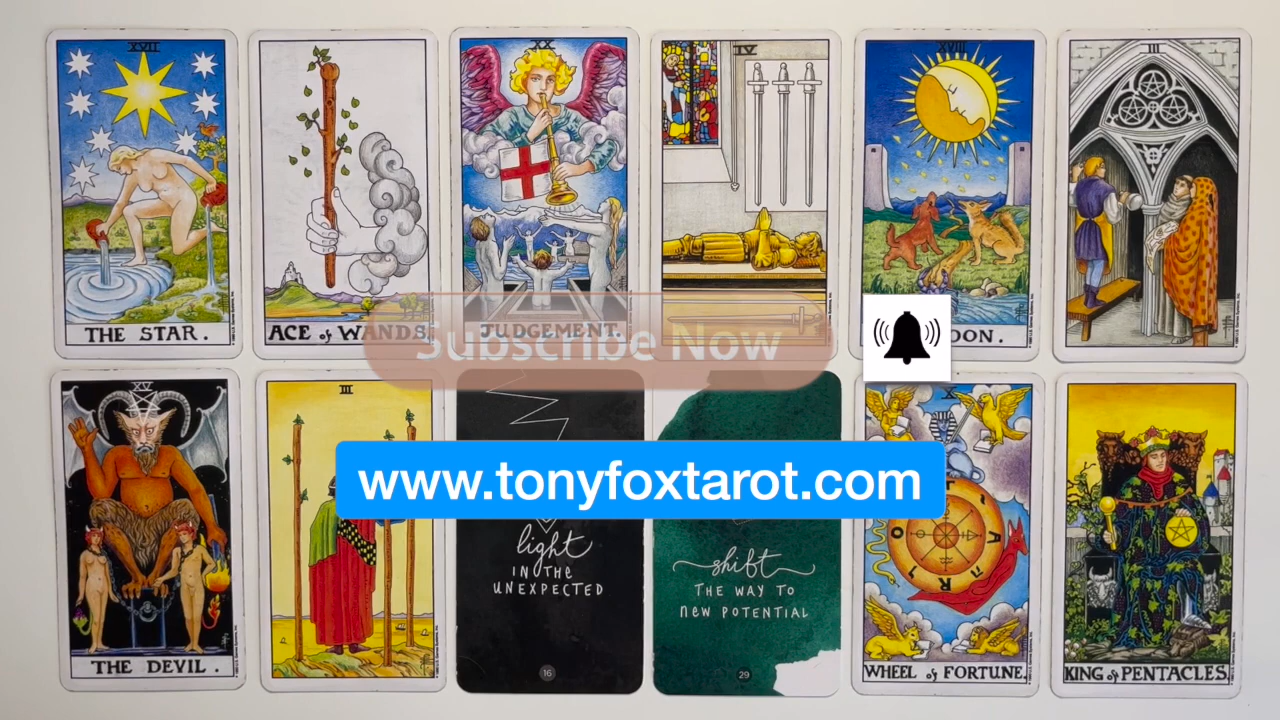 XVII
XX
IV
XVIII
III
THE STAR.
ACE of WANDS.
JUDGEMENT.
OON.
Subscribe Now
XV
III
X
www.tonyfoxtarot.com
light
IN THE
UNEXPECTED
16
shift
THE WAY TO
NEW POTENTIAL
29
THE DEVIL.
WHEEL of FORTUNE.
KING of PENTACLES.